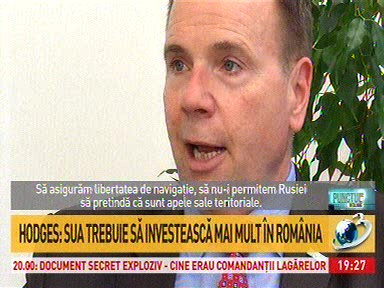 Să asigurăm libertatea de navigație, să nu-i permitem Rusiei
să pretindă că sunt apele sale teritoriale.
PUNCTUL
HODGES: SUA TREBUIE SĂ INVESTEASCĂ MAI MULT ÎN ROMÂNIA
20.00: DOCUMENT SECRET EXPLOZIV - CINE ERAU COMANDANȚII LAGĂRELOR
19:27